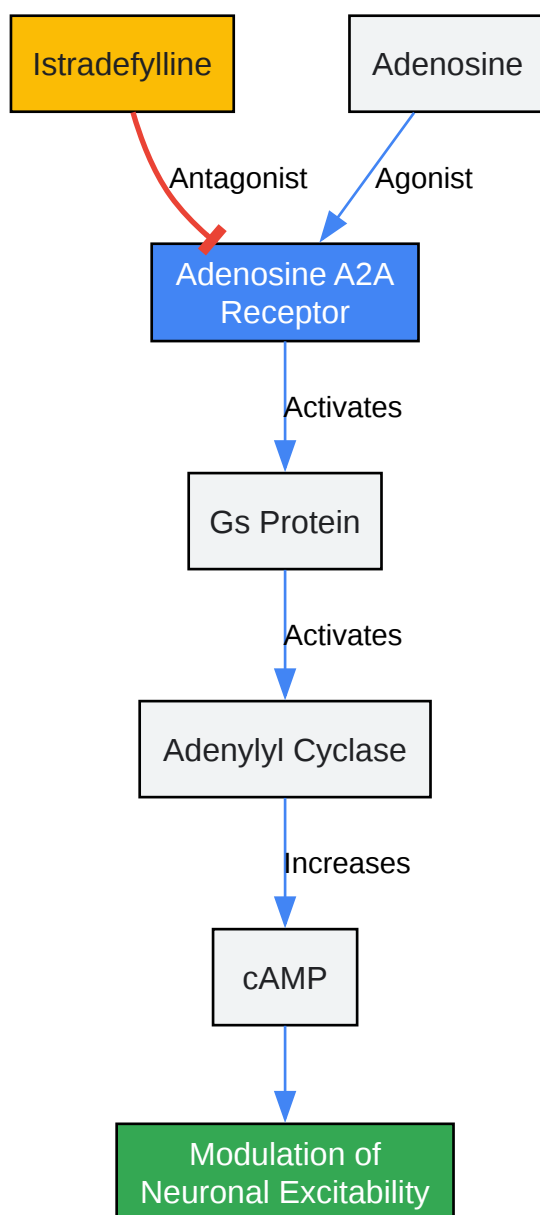 Istradefylline
Adenosine
Antagonist
Agonist
Adenosine A2A
Receptor
Activates
Gs Protein
Activates
Adenylyl Cyclase
Increases
cAMP
Modulation of
Neuronal Excitability